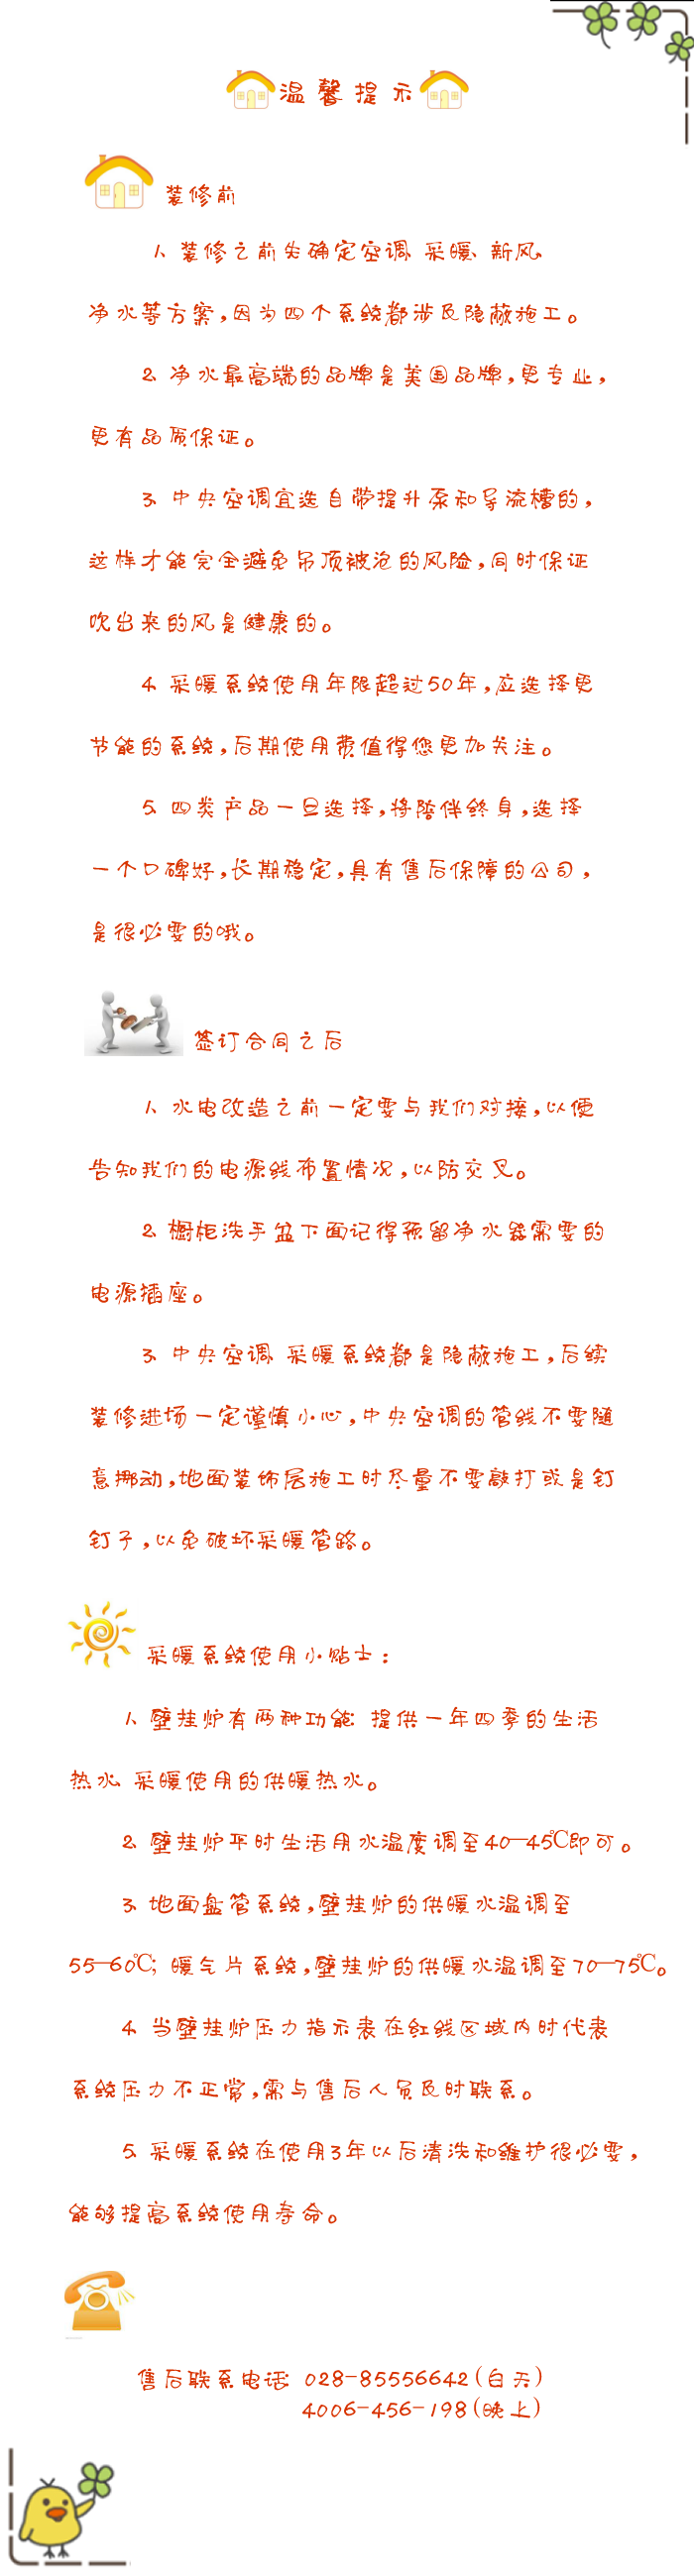 温馨提示
装修前
1、装修之前先确定空调、采暖、新风、
净水等方案,因为四个系统都涉及隐蔽施工。
2、净水最高端的品牌是美国品牌,更专业,
更有品质保证。
3、中央空调宜选自带提升泵和导流槽的,
这样才能完全避免吊顶被泡的风险,同时保证
吹出来的风是健康的。
4、采暖系统使用年限超过50年,应选择更
节能的系统,后期使用费值得您更加关注。
5、四类产品一旦选择,将陪伴终身,选择
一个口碑好,长期稳定,具有售后保障的公司,
是很必要的哦。
签订合同之后
1、水电改造之前一定要与我们对接,以便
告知我们的电源线布置情况,以防交叉。
2、橱柜洗手盆下面记得预留净水器需要的
电源插座。
3、中央空调、采暖系统都是隐蔽施工,后续
装修进场一定谨慎小心,中央空调的管线不要随
意挪动,地面装饰层施工时尽量不要敲打或是钉
钉子,以免破坏采暖管路。
采暖系统使用小贴士:
1、壁挂炉有两种功能: 提供一年四季的生活
热水、采暖使用的供暖热水。
2、壁挂炉平时生活用水温度调至40—45℃即可。
3、地面盘管系统,壁挂炉的供暖水温调至
55—60℃; 暖气片系统,壁挂炉的供暖水温调至70—75℃。
4、当壁挂炉压力指示表在红线区域内时代表
系统压力不正常,需与售后人员及时联系。
5、采暖系统在使用3年以后清洗和维护很必要,
能够提高系统使用寿命。
售后联系电话: 028-85556642(白天)
4006-456-198(晚上)